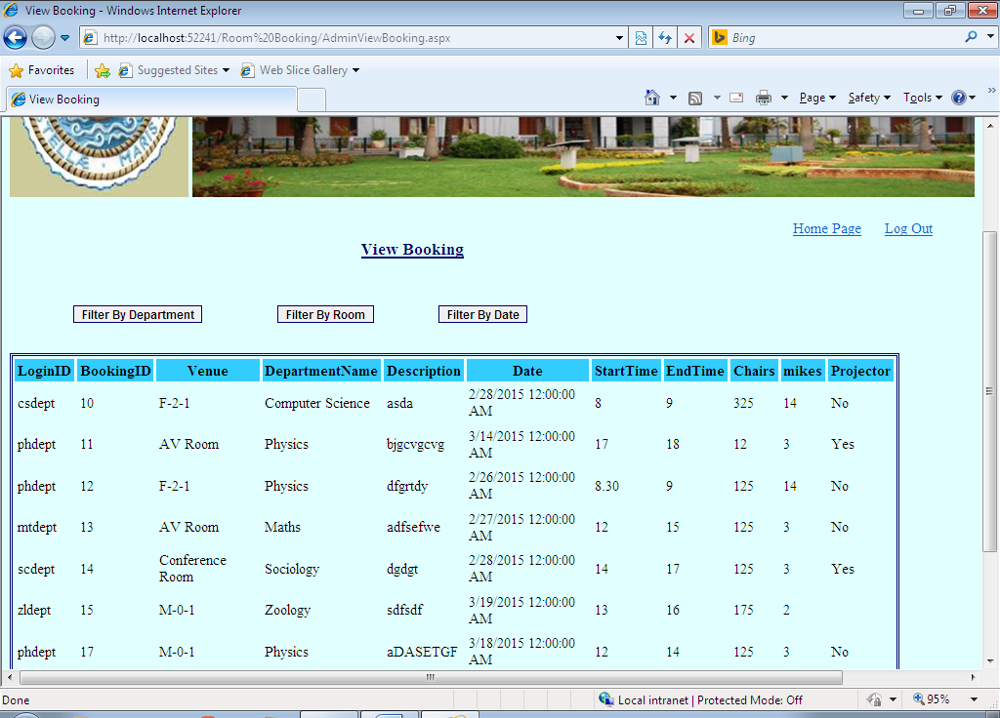 View Booking - Windows Internet Explorer
http://localhost:52241/Room%20Booking/AdminViewBooking.aspx
Bing
Favorites Suggested Sites Web Slice Gallery
View Booking
Page Safety Tools
TELLE MARIS
Home Page Log Out
View Booking
Filter By Department Filter By Room Filter By Date
LoginID BookingID Venue DepartmentName Description Date StartTime EndTime Chairs mikes Projector
csdept 10 F-2-1 Computer Science asda 2/28/2015 12:00:00 8 9 325 14 No
AM
phdept 11 AV Room Physics bjgcvgcvg 3/14/2015 12:00:00 17 18 12 3 Yes
AM
phdept 12 F-2-1 Physics dfgrtdy 2/26/2015 12:00:00 8.30 9 125 14 No
AM
mtdept 13 AV Room Maths adfsefwe 2/27/2015 12:00:00 12 15 125 3 No
AM
scdept 14 Conference Sociology dgdgt 2/28/2015 12:00:00 14 17 125 3 Yes
Room AM
zldept 15 M-0-1 Zoology sdfsdf 3/19/2015 12:00:00 13 16 175 2
AM
phdept 17 M-0-1 Physics aDASETGF 3/18/2015 12:00:00 12 14 125 3 No
AM
Done Local intranet | Protected Mode: Off 95%